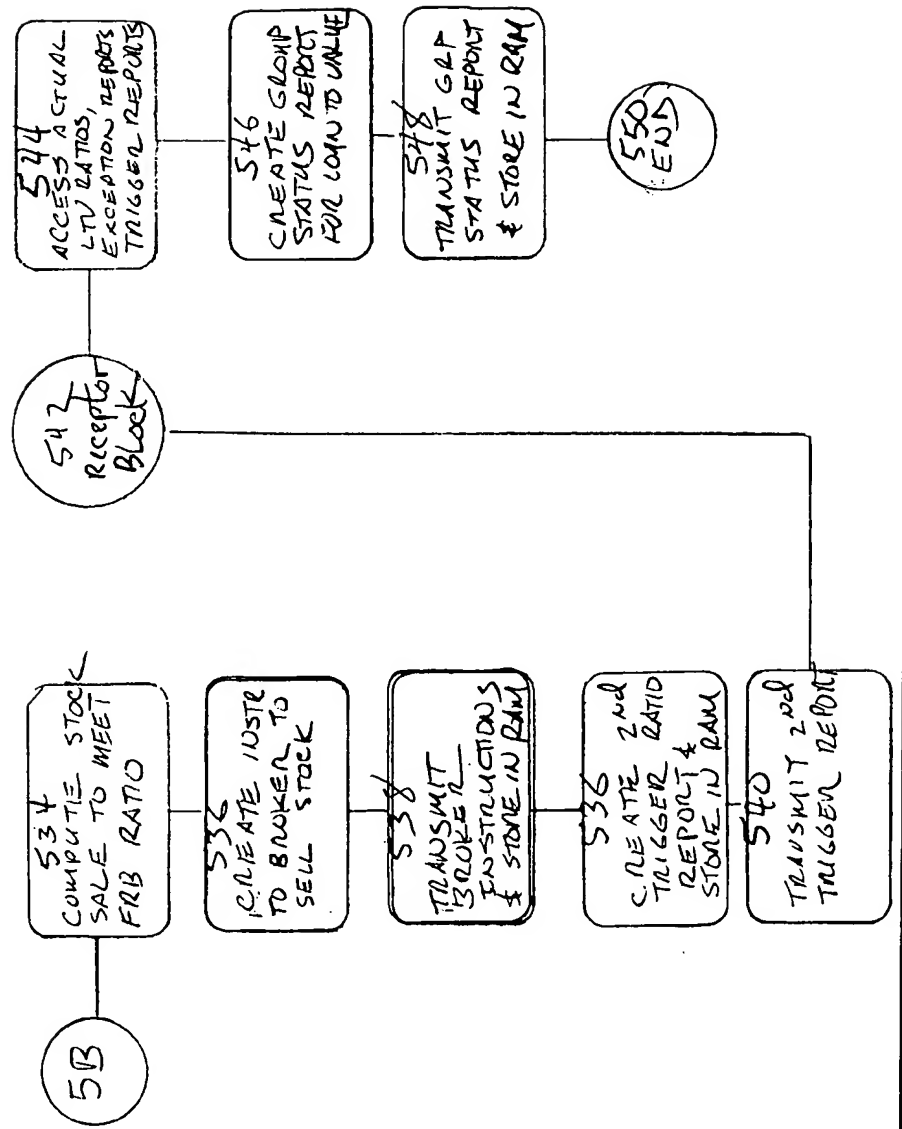 5B
534
COMPUTE STOCK
SALE TO MEET
FRB RATIO
536
CREATE INSTR
TO BROKER TO
SELL STOCK
538
TRANSMIT
BROKER
INSTRUCTIONS
& STORE IN RAM
536
CREATE 2nd
TRIGGER RATIO
REPORT &
STORE IN RAM
540
TRANSMIT 2nd
TRIGGER REPORT
542
Receptor
Block
544
ACCESS ACTUAL
LTV RATIOS,
EXCEPTION REPORTS
TRIGGER REPORTS
546
CREATE GROUP
STATUS REPORT
FOR LOAN TO VALUE
548
TRANSMIT GRP
STATUS REPORT
& STORE IN RAM
550
END